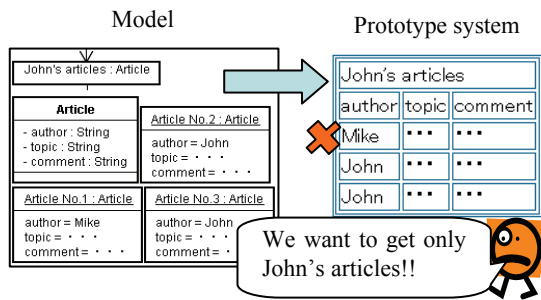 Model
Prototype system
John's articles : Article
Article
- author : String
- topic : String
- comment : String
Article No.2 : Article
author = John
topic = ・ ・ ・
comment = ・ ・ ・
Article No.1 : Article
author = Mike
topic = ・ ・ ・
comment = ・ ・ ・
Article No.3 : Article
author = John
topic = ・ ・ ・
comment = ・ ・ ・
John's articles
author topic comment
Mike ・・・ ・・・
John ・・・ ・・・
John ・・・ ・・・
We want to get only
John's articles!!